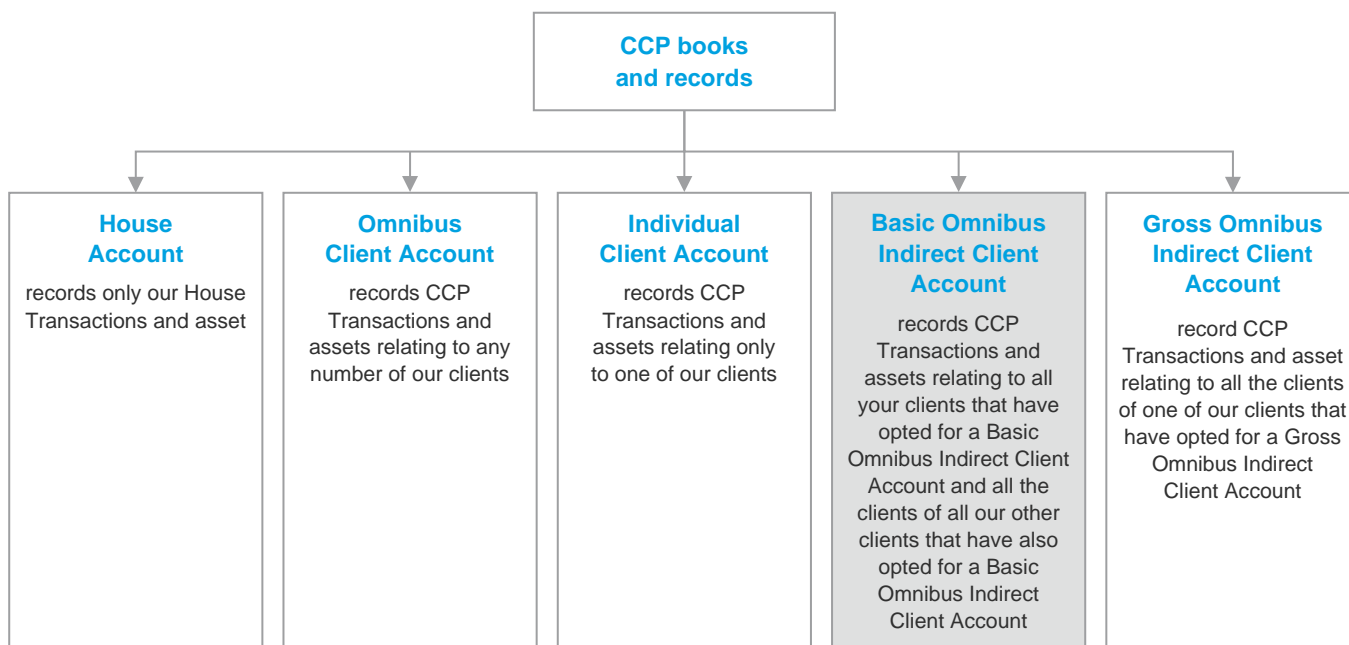 CCP books
and records
House
Account
records only our House
Transactions and asset
Omnibus
Client Account
records CCP
Transactions and
assets relating to any
number of our clients
Individual
Client Account
records CCP
Transactions and
assets relating only
to one of our clients
Basic Omnibus
Indirect Client
Account
records CCP
Transactions and
assets relating to all
your clients that have
opted for a Basic
Omnibus Indirect Client
Account and all the
clients of all our other
clients that have also
opted for a Basic
Omnibus Indirect
Client Account
Gross Omnibus
Indirect Client
Account
record CCP
Transactions and asset
relating to all the clients
of one of our clients that
have opted for a Gross
Omnibus Indirect
Client Account